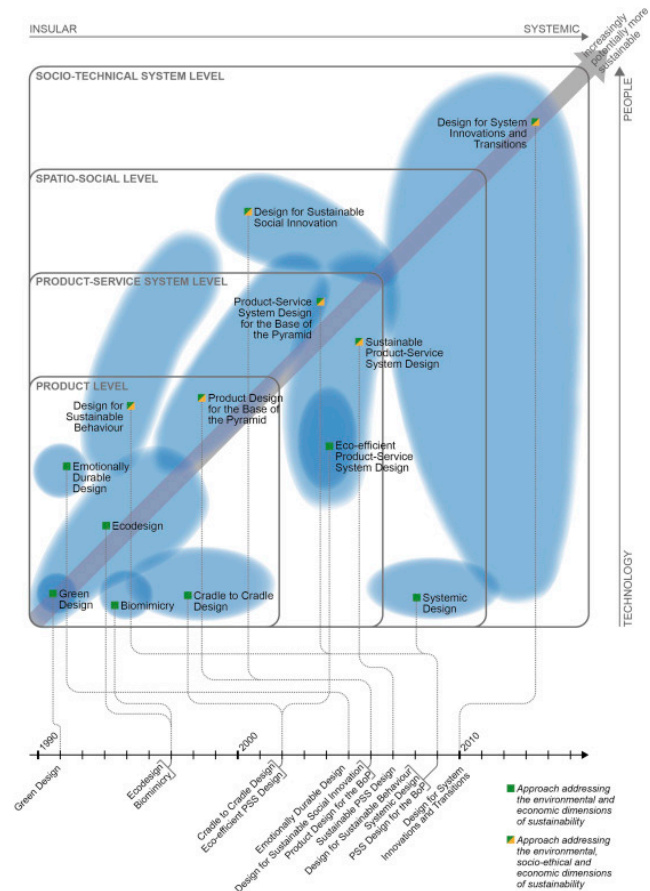 INSULAR
SYSTEMIC
Increasingly
potentially more
sustainable
SOCIO-TECHNICAL SYSTEM LEVEL
PEOPLE
Design for System
Innovations and
Transitions
SPATIO-SOCIAL LEVEL
Design for Sustainable
Social Innovation
PRODUCT-SERVICE SYSTEM LEVEL
Product-Service
System Design
for the Base of
the Pyramid
Sustainable
Product-Service
System Design
PRODUCT LEVEL
Design for
Sustainable
Behaviour
Product Design
for the Base of
the Pyramid
Emotionally
Durable
Design
Eco-efficient
Product-Service
System Design
Ecodesign
Green
Design
Biomimicry
Cradle to Cradle
Design
Systemic
Design
TECHNOLOGY
1990
2000
2010
Green Design
Ecodesign
Biomimicry
Cradle to Cradle Design
Eco-efficient PSS Design
Emotionally Durable Design
Design for Sustainable Social Innovation
Product Design for the BoP
Sustainable PSS Design
Design for Sustainable Behaviour
Systemic Design
PSS Design for the BoP
Design for System
Innovations and Transitions
Approach addressing
the environmental and
economic dimensions
of sustainability
Approach addressing
the environmental,
socio-ethical and
economic dimensions
of sustainability